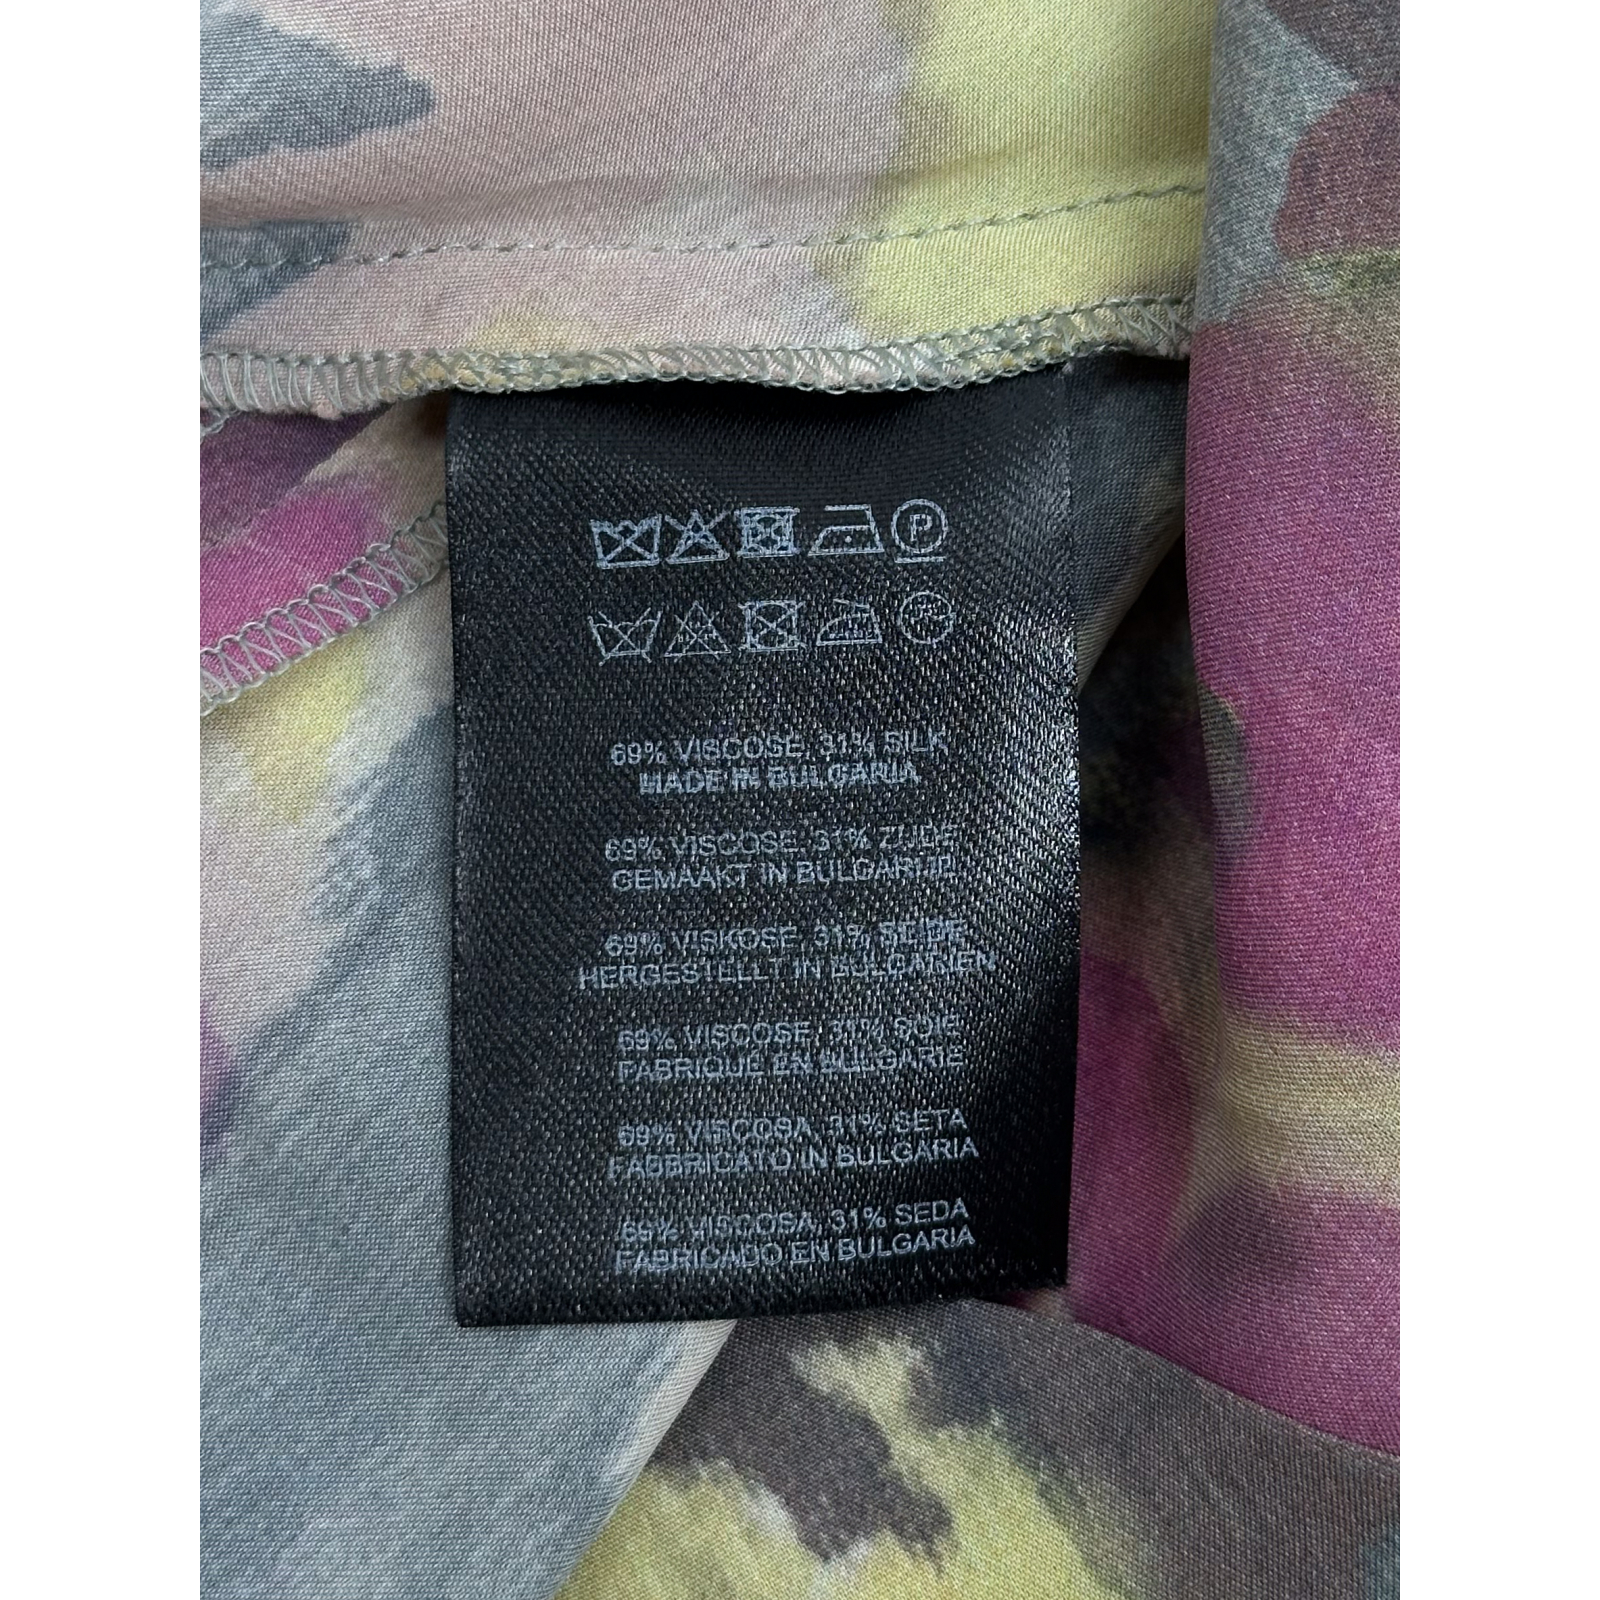 P
69% VISCOSE, 31% SILK
MADE IN BULGARIA
69% VISCOSE, 31% ZIJDE
GEMAAKT IN BULGARIJE
69% VISKOSE, 31% SEIDE
HERGESTELLT IN BULGARIEN
69% VISCOSE, 31% SOIE
FABRIQUE EN BULGARIE
69% VISCOSA, 31% SETA
FABBRICATO IN BULGARIA
69% VISCOSA, 31% SEDA
FABRICADO EN BULGARIA